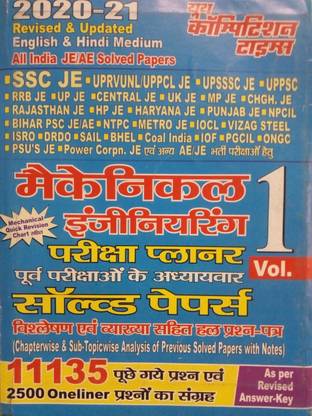 2020-21
Revised & Updated
English & Hindi Medium
All India JE/AE Solved Papers
यूथ
कॉम्पिटिशन
टाइम्स
SSC JE • UPRVUNL/UPPCL JE • UPSSSC JE • UPPSC
RRB JE • UP JE • CENTRAL JE • UK JE • MP JE • CHGH. JE
RAJASTHAN JE • HP JE • HARYANA JE • PUNJAB JE • NPCIL
BIHAR PSC JE/AE • NTPC • METRO JE • IOCL • VIZAG STEEL
ISRO • DRDO • SAIL • BHEL • Coal India • IOF • PGCIL • ONGC
PSU'S JE • Power Corpn. JE एवं अन्य AE/JE भर्ती परीक्षाओं हेतु
मैकेनिकल
इंजीनियरिंग
Mechanical
Quick Revision
Chart सहित
1
Vol.
परीक्षा प्लानर
पूर्व परीक्षाओं के अध्यायवार
सॉल्व्ड पेपर्स
विश्लेषण एवं व्याख्या सहित हल प्रश्न-पत्र
(Chapterwise & Sub-Topicwise Analysis of Previous Solved Papers with Notes)
11135 पूछे गये प्रश्न एवं
2500 Oneliner प्रश्नों का संग्रह
As per
Revised
Answer-Key